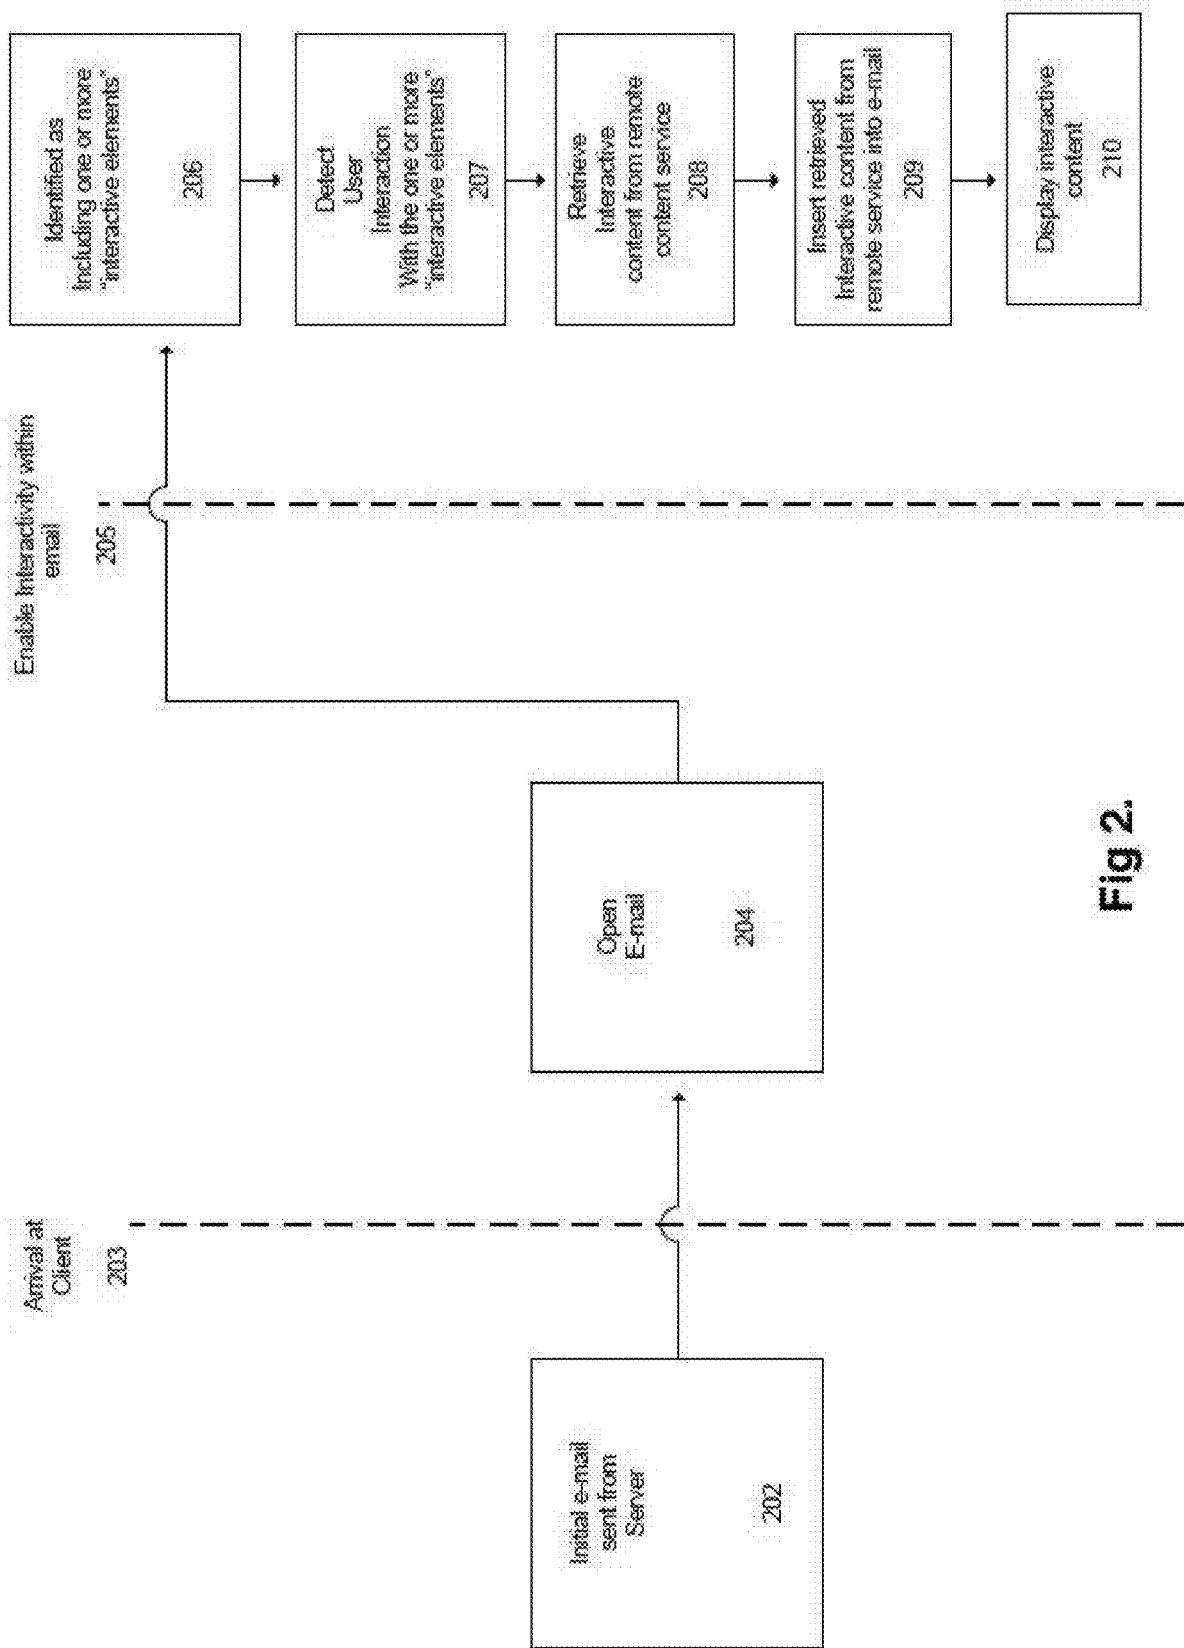 Arrival at
Client
203
Enable Interactivity within
email
205
Initial e-mail
sent from
Server
202
Open
E-mail
204
Identified as
Including one or more
"interactive elements"
206
Detect
User
Interaction
With the one or more
"interactive elements"
207
Retrieve
Interactive
content from remote
content service
208
Insert retrieved
Interactive content from
remote service into e-mail
209
Display interactive
content
210
Fig 2.